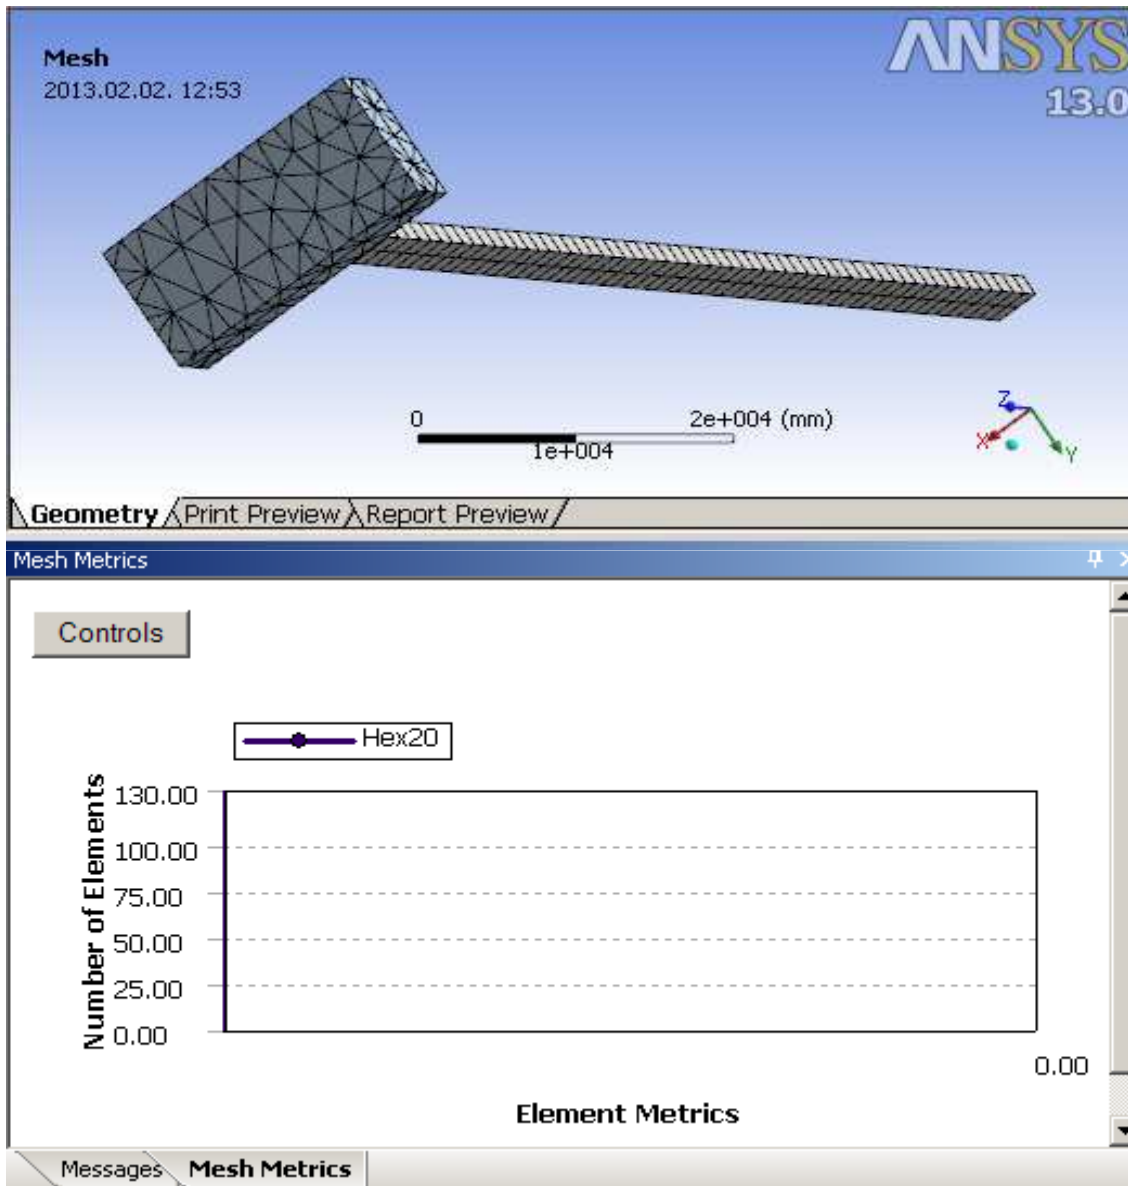 Mesh
2013.02.02. 12:53
ANSYS
13.0
0
2e+004 (mm)
1e+004
Z
X
Y
Geometry
Print Preview
Report Preview
Mesh Metrics
Controls
Hex20
Number of Elements
130.00
100.00
75.00
50.00
25.00
0.00
0.00
Element Metrics
Messages
Mesh Metrics